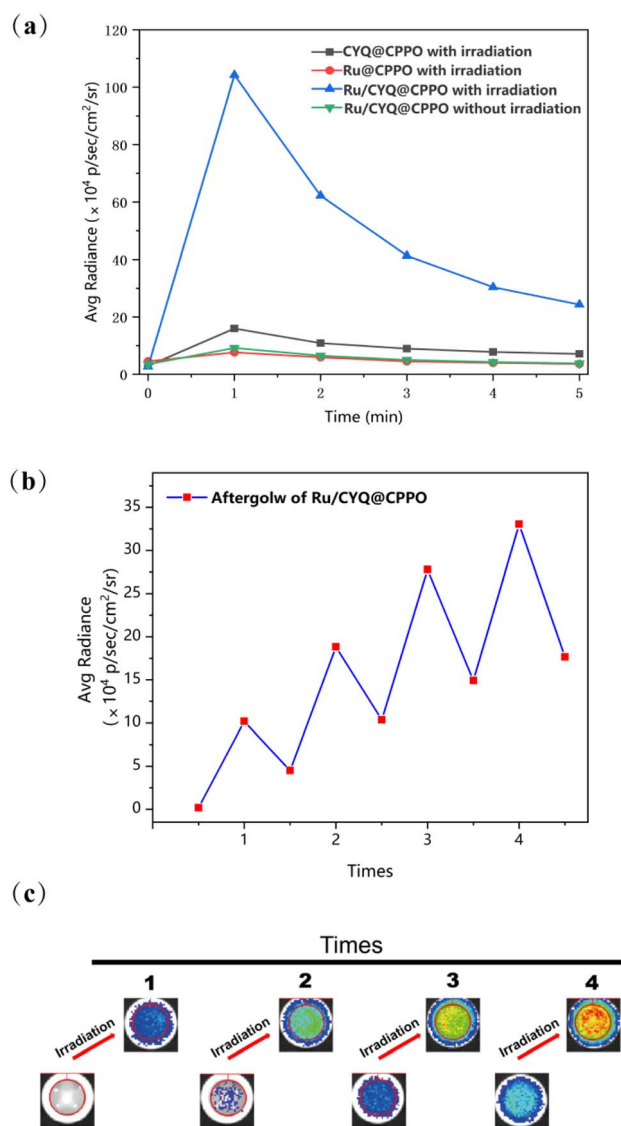 (a)
120
100
80
60
40
20
0
Avg Radiance ( × 10⁴ p/sec/cm²/sr)
CYQ@CPPO with irradiation
Ru@CPPO with irradiation
Ru/CYQ@CPPO with irradiation
Ru/CYQ@CPPO without irradiation
0 1 2 3 4 5
Time (min)
(b)
35
30
25
20
15
10
5
0
Avg Radiance
( × 10⁴ p/sec/cm²/sr)
Aftergolw of Ru/CYQ@CPPO
1 2 3 4
Times
(c)
Times
1 2 3 4
Irradiation Irradiation Irradiation Irradiation